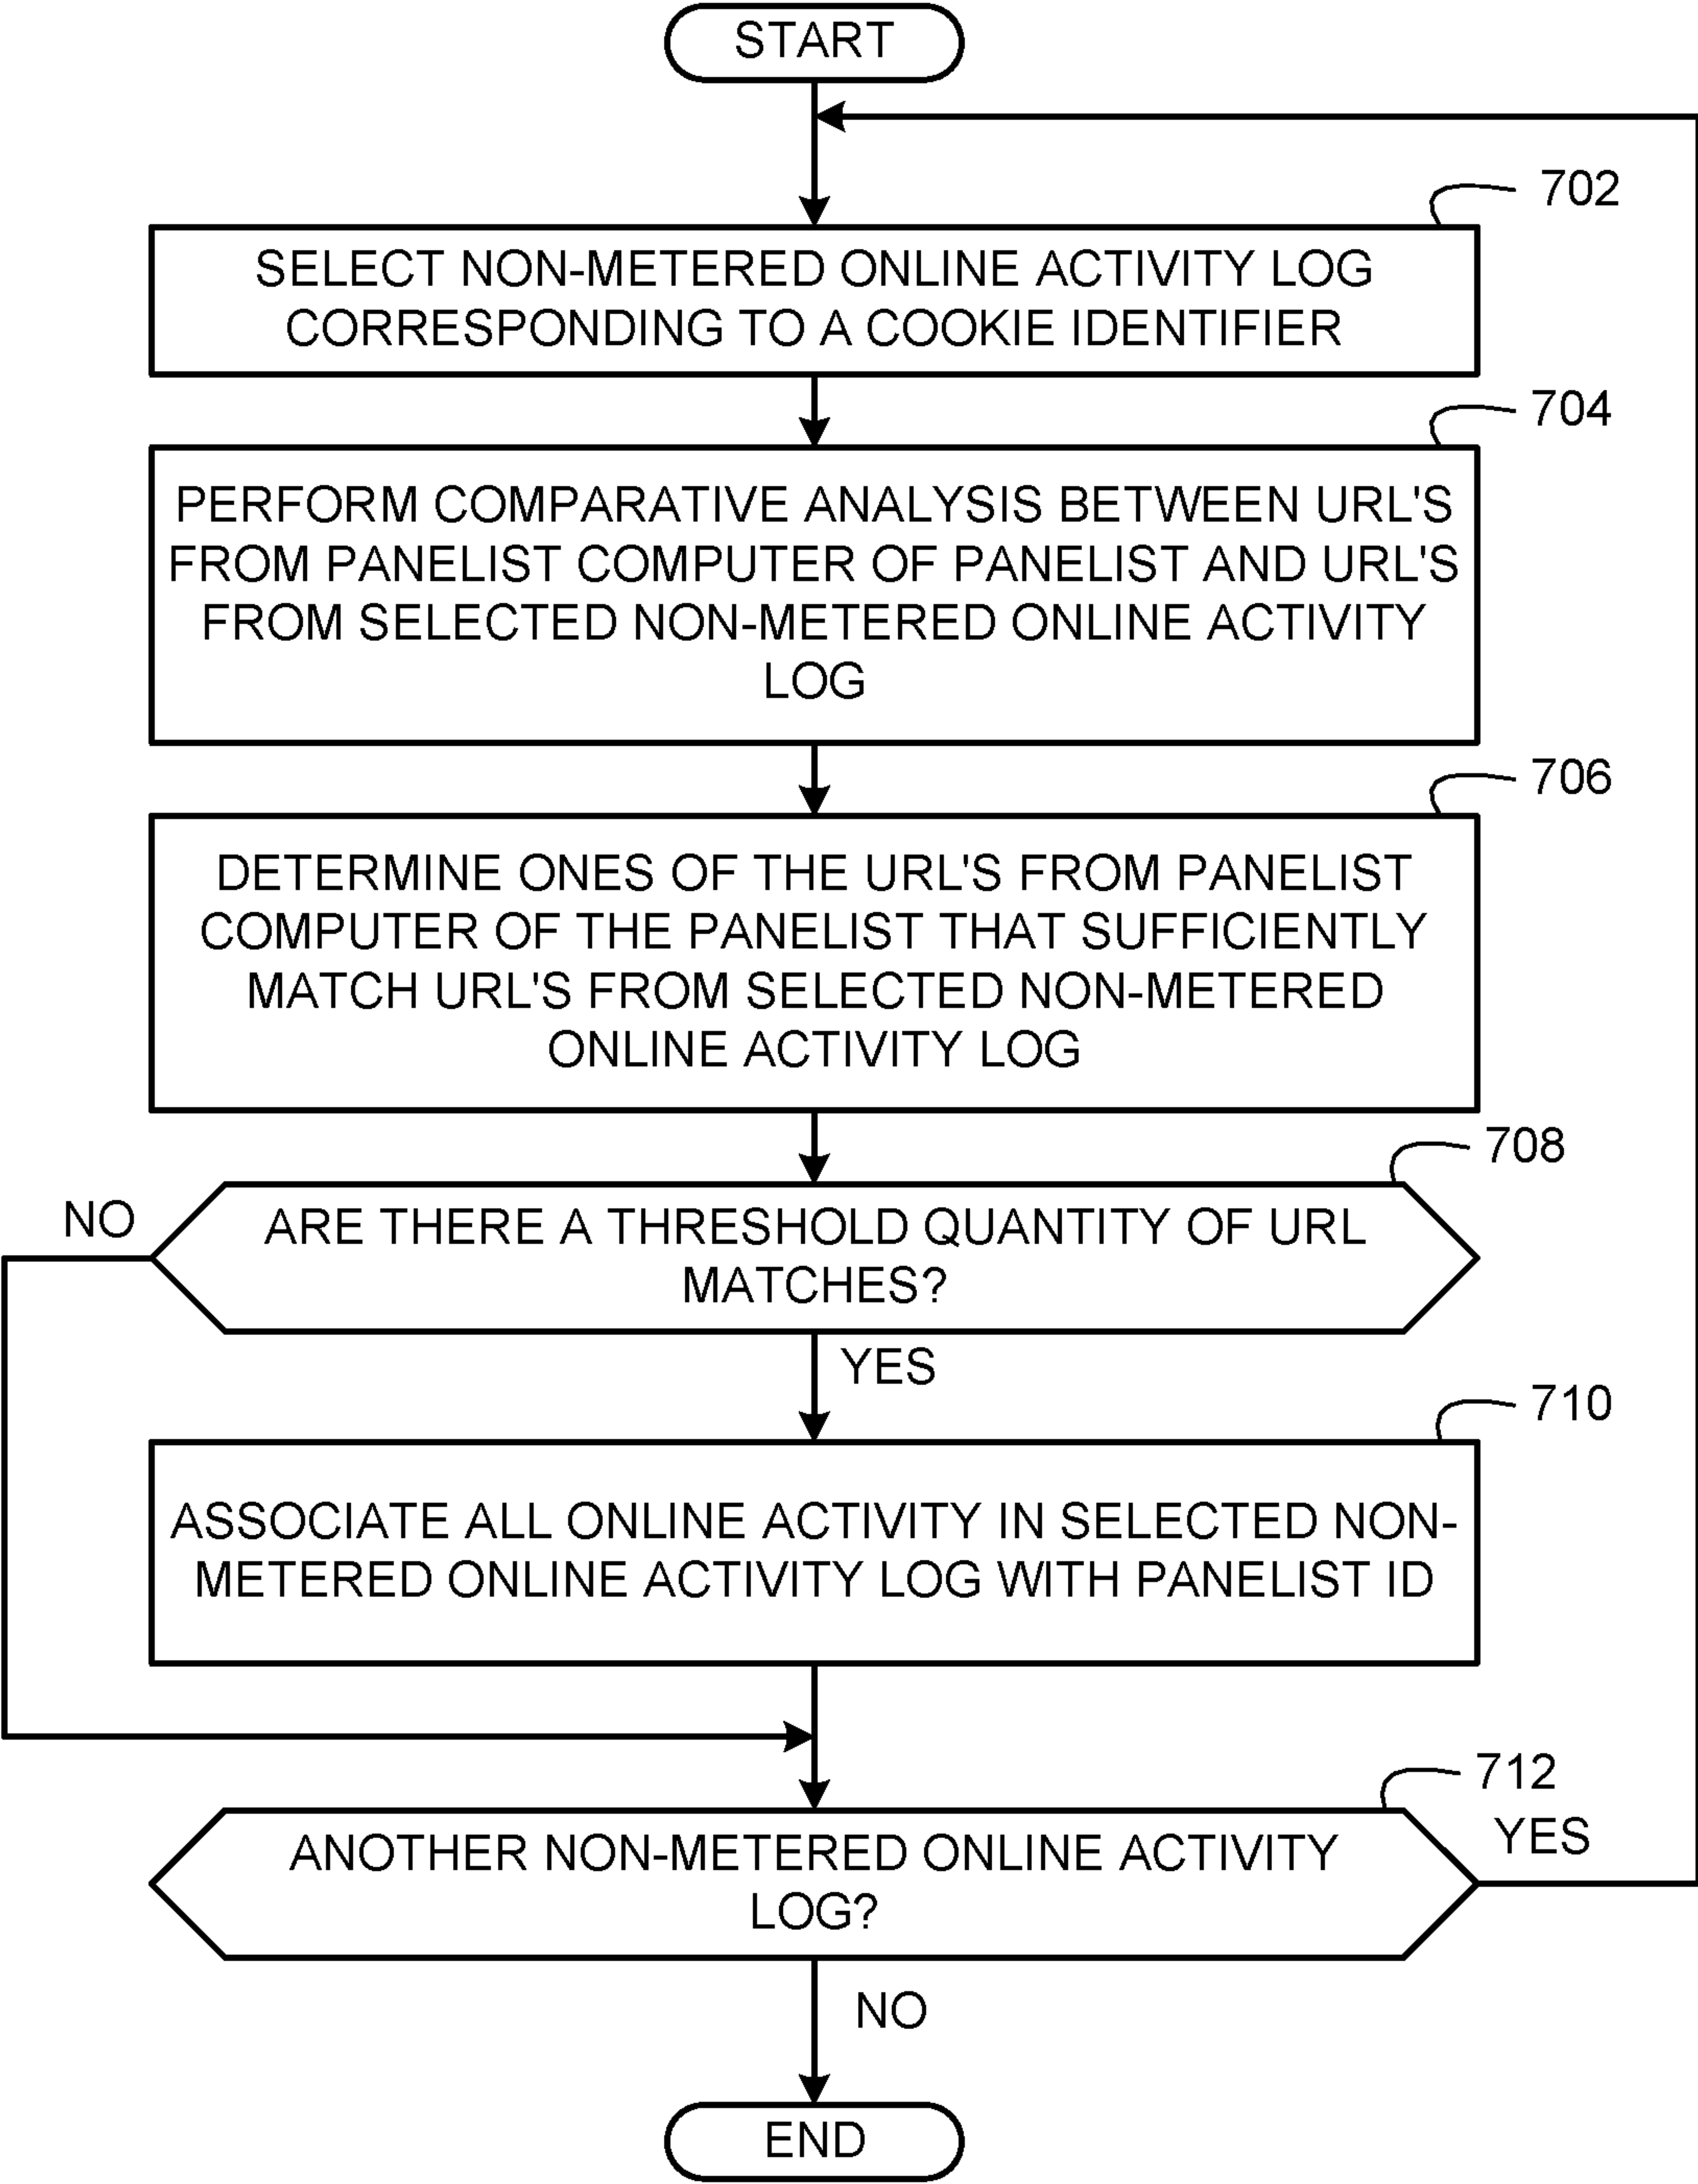 START
702
SELECT NON-METERED ONLINE ACTIVITY LOG
CORRESPONDING TO A COOKIE IDENTIFIER
704
PERFORM COMPARATIVE ANALYSIS BETWEEN URL'S
FROM PANELIST COMPUTER OF PANELIST AND URL'S
FROM SELECTED NON-METERED ONLINE ACTIVITY
LOG
706
DETERMINE ONES OF THE URL'S FROM PANELIST
COMPUTER OF THE PANELIST THAT SUFFICIENTLY
MATCH URL'S FROM SELECTED NON-METERED
ONLINE ACTIVITY LOG
708
NO
ARE THERE A THRESHOLD QUANTITY OF URL
MATCHES?
YES
710
ASSOCIATE ALL ONLINE ACTIVITY IN SELECTED NON-
METERED ONLINE ACTIVITY LOG WITH PANELIST ID
712
YES
ANOTHER NON-METERED ONLINE ACTIVITY
LOG?
NO
END